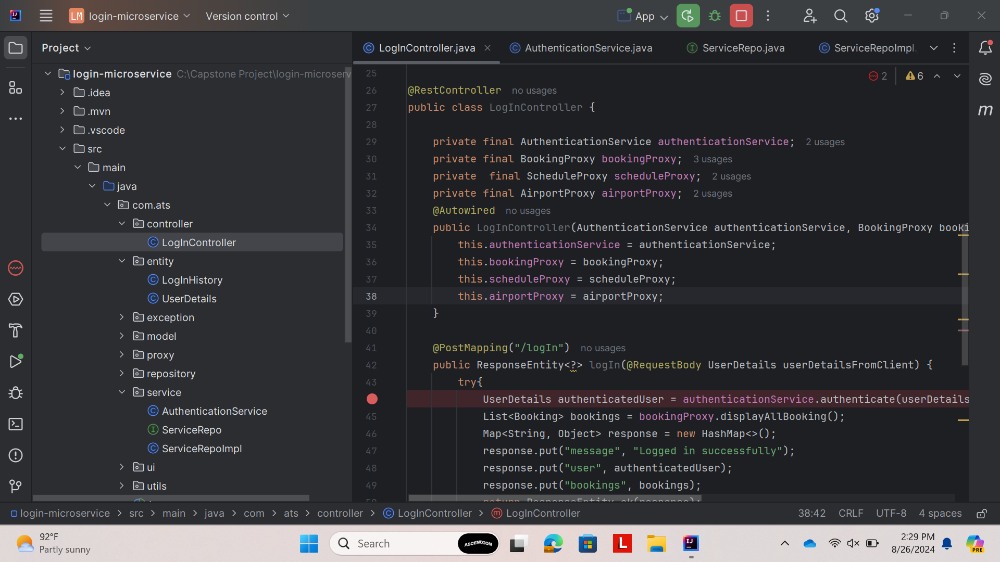 LM login-microservice Version control App
Project
LogInController.java AuthenticationService.java ServiceRepo.java ServiceRepoImpl.
login-microservice C:\Capstone Project\login-microserv
.idea
.mvn
.vscode
src
main
java
com.ats
controller
LogInController
entity
LogInHistory
UserDetails
exception
model
proxy
repository
service
AuthenticationService
ServiceRepo
ServiceRepoImpl
ui
utils
2 6
25
26 @RestController no usages
27 public class LogInController {
28
29 private final AuthenticationService authenticationService; 2 usages
30 private final BookingProxy bookingProxy; 3 usages
31 private  final ScheduleProxy scheduleProxy; 2 usages
32 private final AirportProxy airportProxy; 2 usages
33 @Autowired no usages
34 public LogInController(AuthenticationService authenticationService, BookingProxy booki
35 this.authenticationService = authenticationService;
36 this.bookingProxy = bookingProxy;
37 this.scheduleProxy = scheduleProxy;
38 this.airportProxy = airportProxy;
39 }
40
41 @PostMapping("/logIn") no usages
42 public ResponseEntity<?> logIn(@RequestBody UserDetails userDetailsFromClient) {
43 try{
UserDetails authenticatedUser = authenticationService.authenticate(userDetails
45 List<Booking> bookings = bookingProxy.displayAllBooking();
46 Map<String, Object> response = new HashMap<>();
47 response.put("message", "Logged in successfully");
48 response.put("user", authenticatedUser);
49 response.put("bookings", bookings);
return ResponseEntity.ok(response);
m
login-microservice > src > main > java > com > ats > controller > LogInController > LogInController 38:42 CRLF UTF-8 4 spaces
92°F
Partly sunny
Search ASCENDION
2:29 PM
8/26/2024
PRE